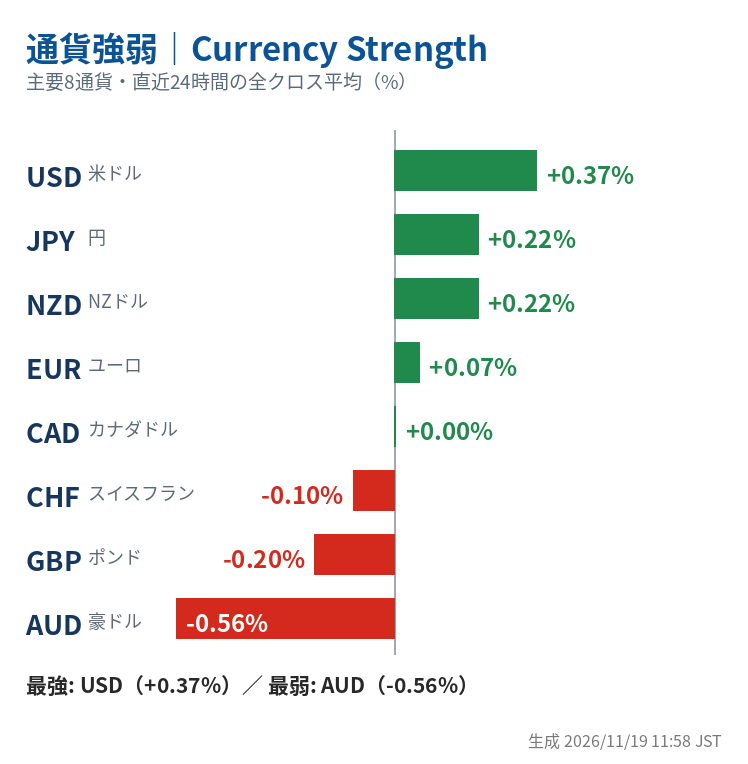 通貨強弱｜Currency Strength
主要8通貨・直近24時間の全クロス平均（%）
USD 米ドル +0.37%
JPY 円 +0.22%
NZD NZドル +0.22%
EUR ユーロ +0.07%
CAD カナダドル +0.00%
CHF スイスフラン -0.10%
GBP ポンド -0.20%
AUD 豪ドル -0.56%
最強: USD（+0.37%）／ 最弱: AUD（-0.56%）
生成 2026/11/19 11:58 JST